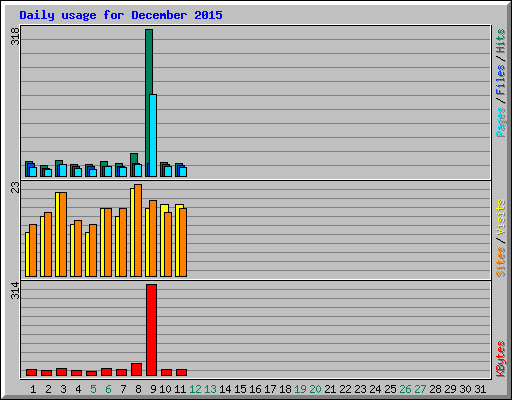 Daily usage for December 2015
318
Pages/Files/Hits
23
Sites/Visits
314
KBytes
1 2 3 4 5 6 7 8 9 10 11 12 13 14 15 16 17 18 19 20 21 22 23 24 25 26 27 28 29 30 31